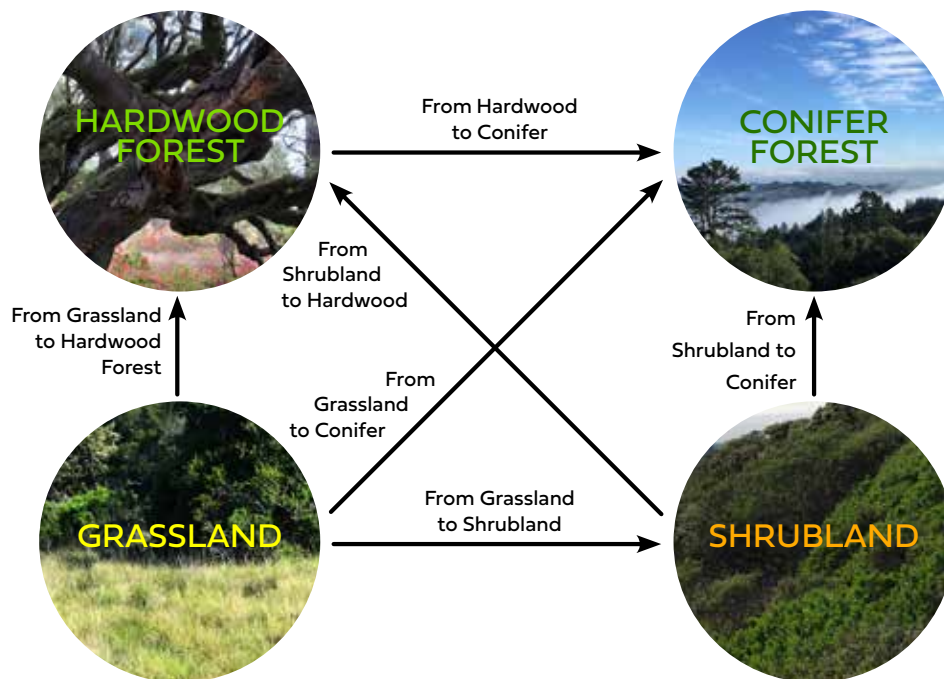 HARDWOOD
FOREST
From Hardwood
to Conifer
CONIFER
FOREST
From
Shrubland
to Hardwood
From Grassland
to Hardwood
Forest
From
Shrubland to
Conifer
From
Grassland
to Conifer
GRASSLAND
From Grassland
to Shrubland
SHRUBLAND